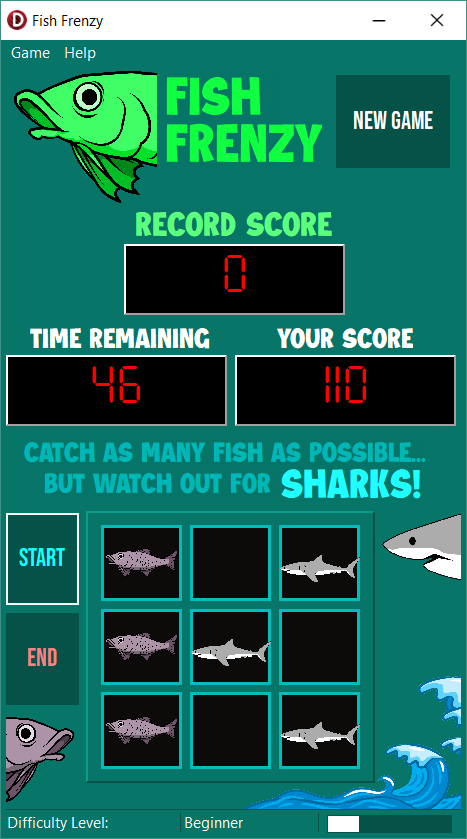 Fish Frenzy
Game Help
FISH
FRENZY
NEW GAME
RECORD SCORE
0
TIME REMAINING YOUR SCORE
46 110
CATCH AS MANY FISH AS POSSIBLE...
BUT WATCH OUT FOR SHARKS!
START
END
Difficulty Level: Beginner